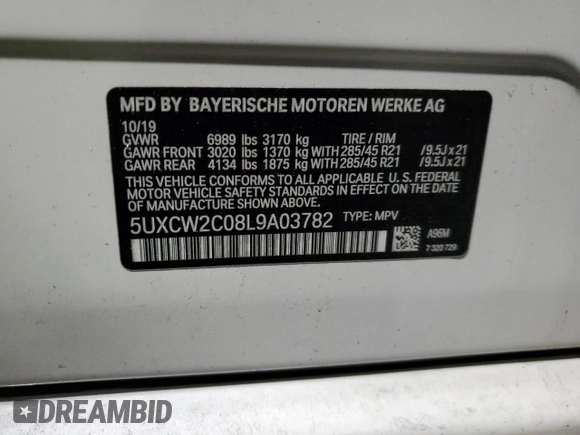 MFD BY BAYERISCHE MOTOREN WERKE AG
10/19
GVWR 6989 lbs 3170 kg TIRE / RIM
GAWR FRONT 3020 lbs 1370 kg WITH 285/45 R21 /9.5J x 21
GAWR REAR 4134 lbs 1875 kg WITH 285/45 R21 /9.5J x 21
THIS VEHICLE CONFORMS TO ALL APPLICABLE U. S. FEDERAL
MOTOR VEHICLE SAFETY STANDARDS IN EFFECT ON THE
DATE OF MANUFACTURE SHOWN ABOVE.
5UXCW2C08L9A03782 TYPE: MPV
A96M
7 320 729
DREAMBID